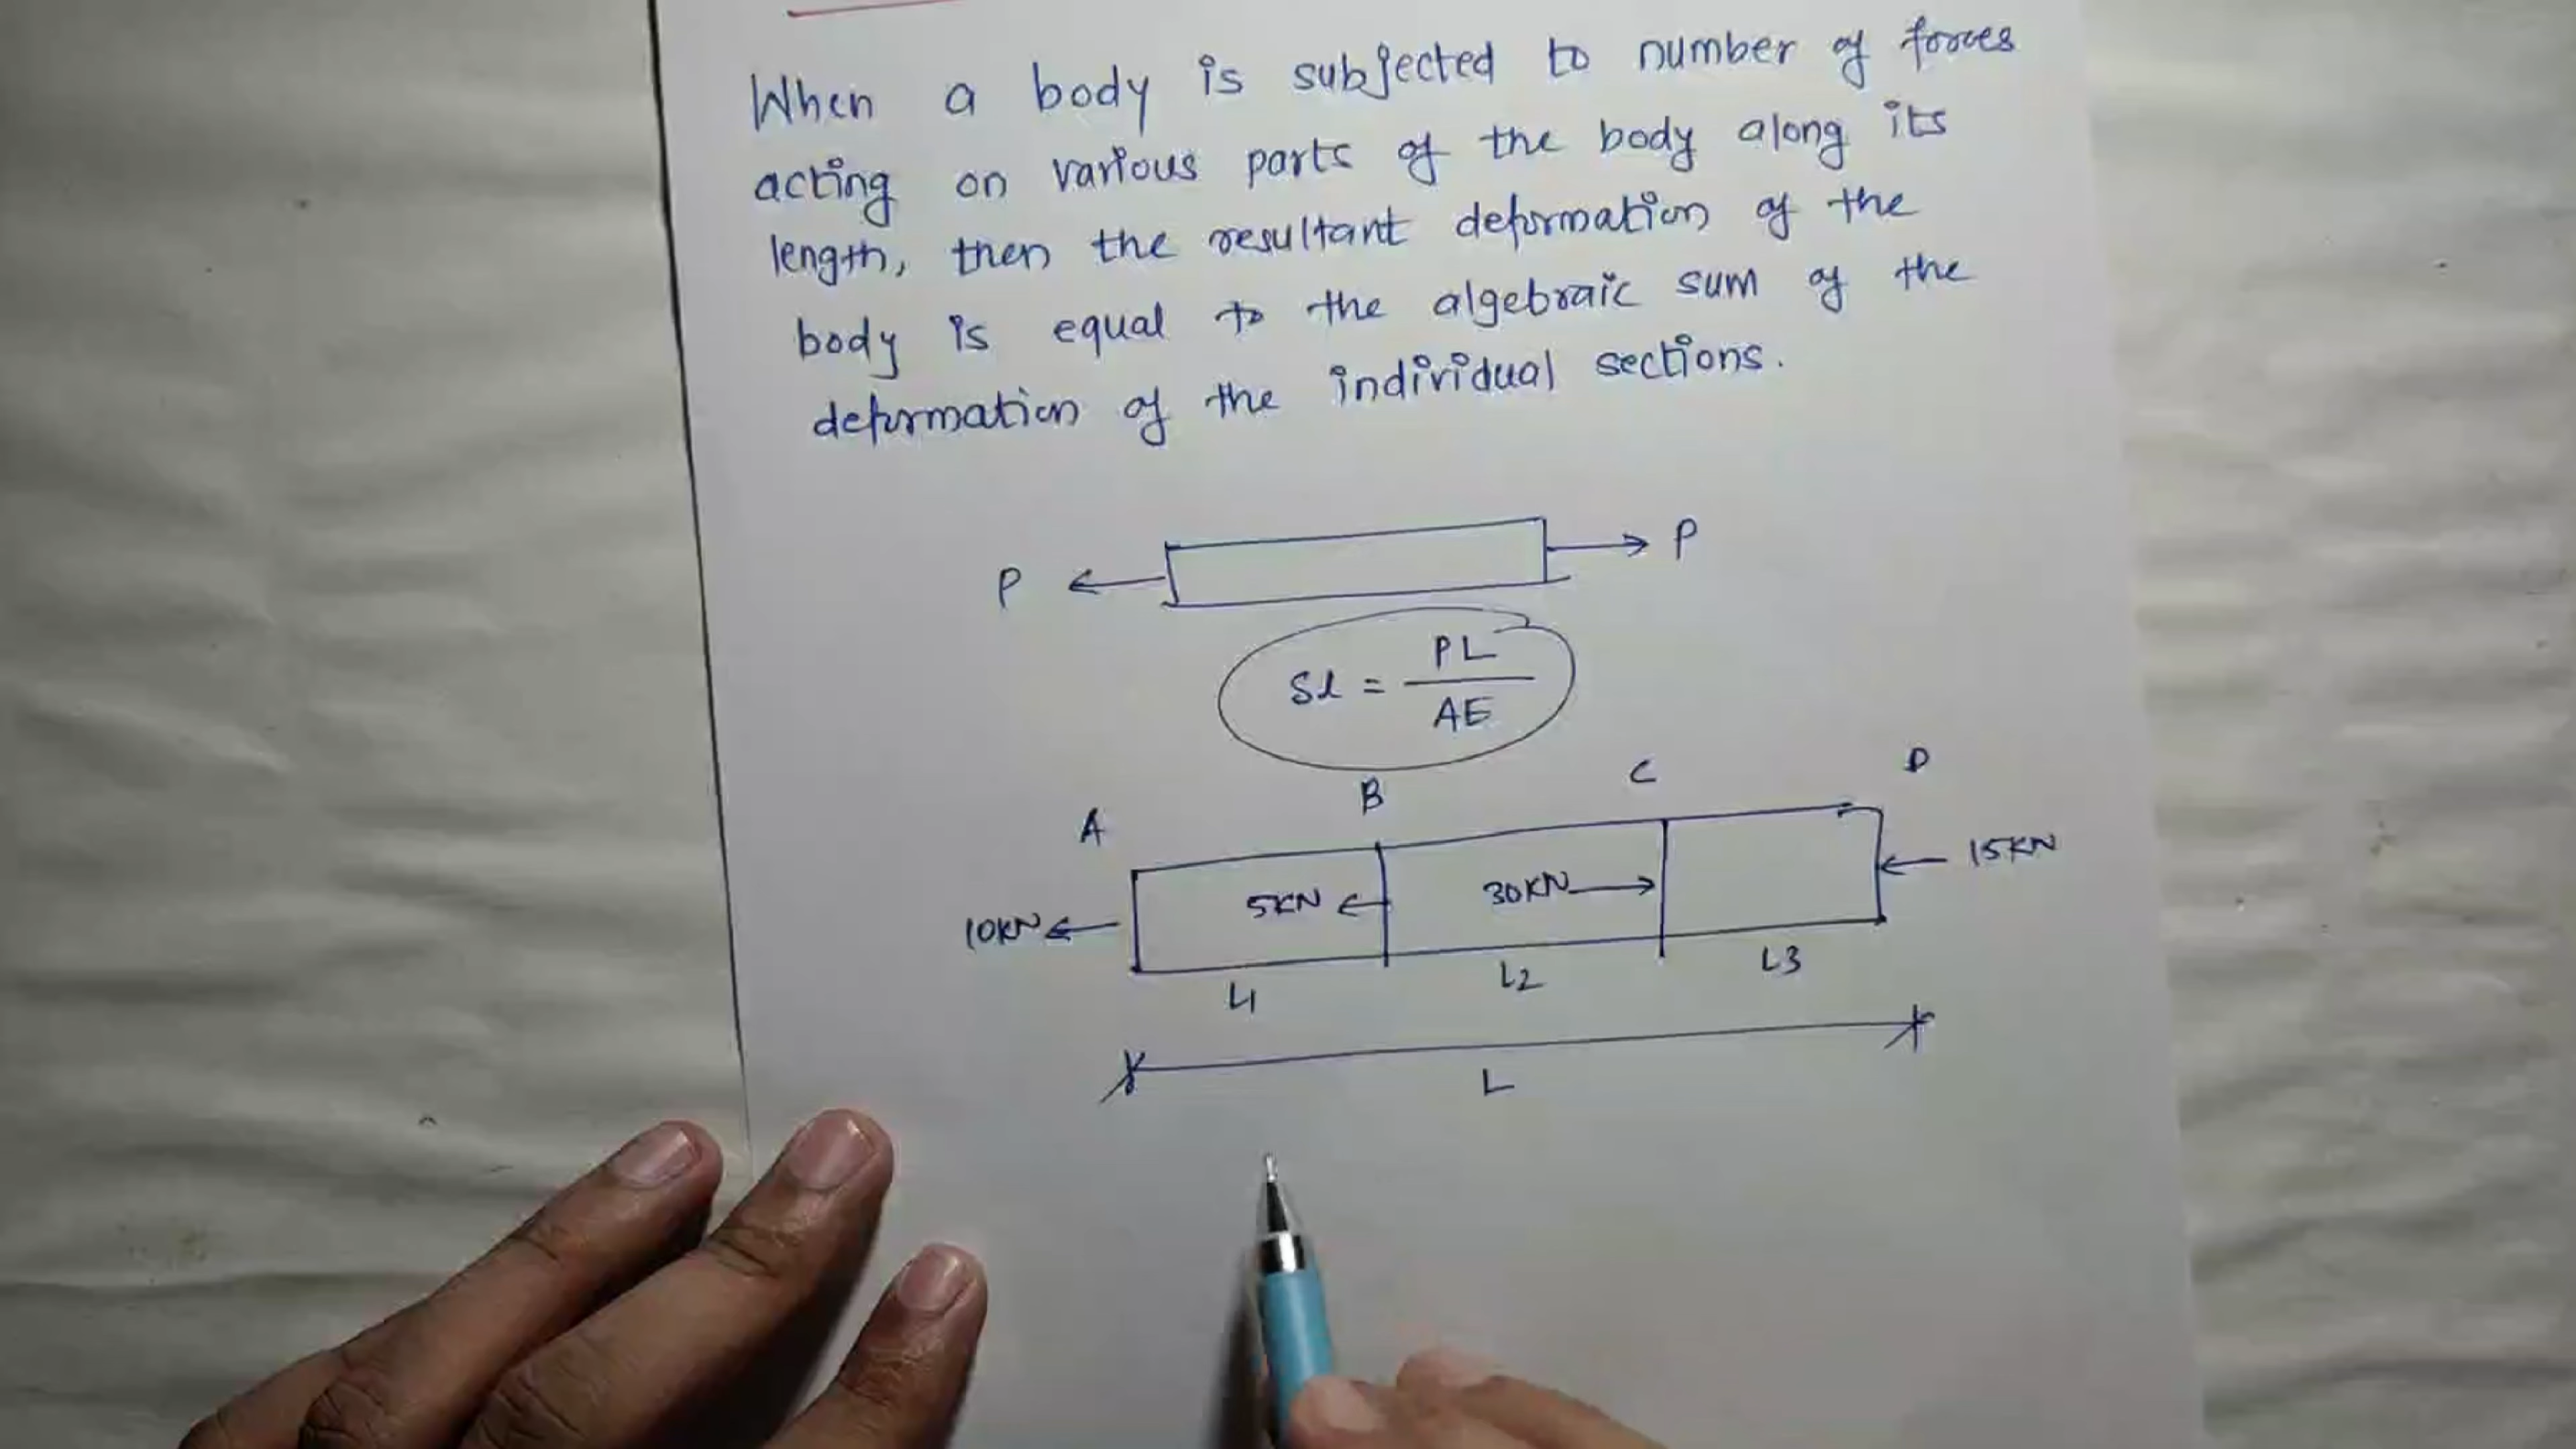 When a body is subjected to number of forces
acting on various parts of the body along its
length, then the resultant deformation of the
body is equal to the algebraic sum of the
deformation of the individual sections.
P
P
Sl = PL
AE
A
B
C
D
10KN
5KN
30KN
15KN
L1
L2
L3
L